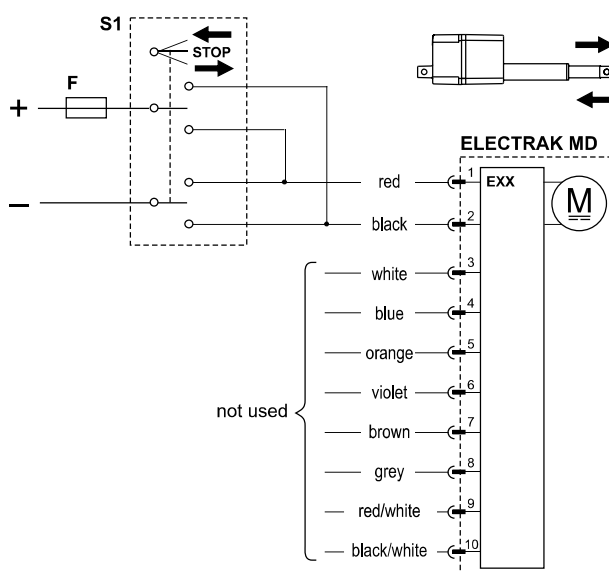 S1
STOP
F
+
−
ELECTRAK MD
red
1
EXX
M
black
2
white
3
blue
4
orange
5
violet
6
not used
brown
7
grey
8
red/white
9
black/white
10